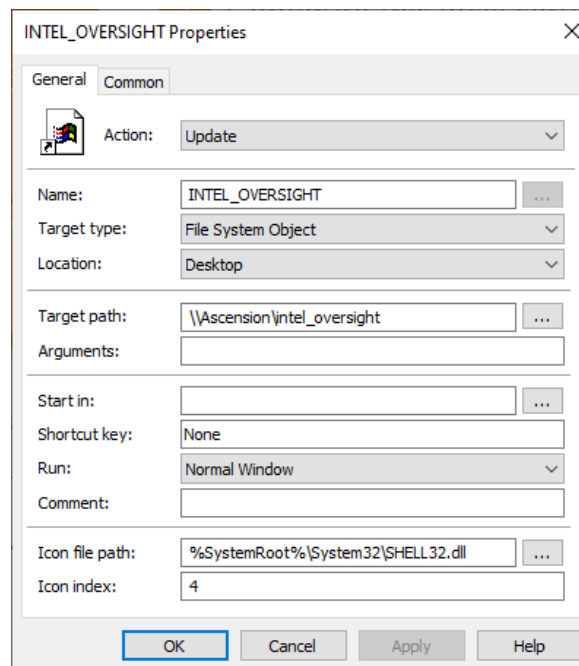 INTEL_OVERSIGHT Properties
General Common
Action: Update
Name: INTEL_OVERSIGHT ...
Target type: File System Object
Location: Desktop
Target path: \\Ascension\intel_oversight ...
Arguments:
Start in: ...
Shortcut key: None
Run: Normal Window
Comment:
Icon file path: %SystemRoot%\System32\SHELL32.dll ...
Icon index: 4
OK Cancel Apply Help